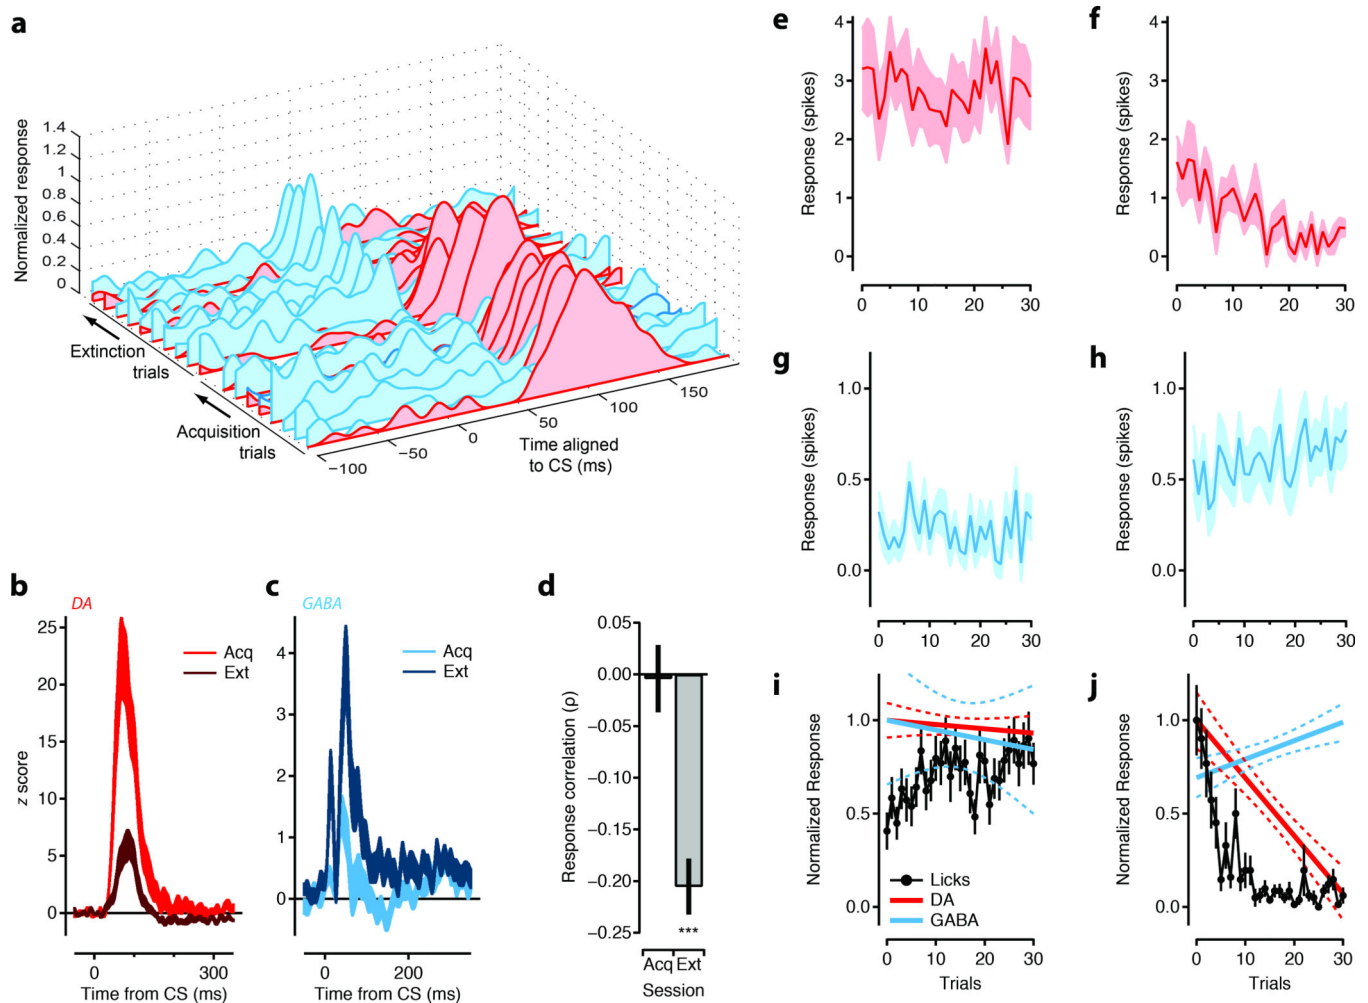 a
Normalized response
1.4
1.2
1
0.8
0.6
0.4
0.2
0
Extinction
trials
Acquisition
trials
−100
−50
0
50
100
150
Time aligned
to CS (ms)
b
DA
25
20
15
10
5
0
z score
Acq
Ext
0
300
Time from CS (ms)
c
GABA
4
3
2
1
0
Acq
Ext
0
200
Time from CS (ms)
d
0.05
0.00
−0.05
−0.10
−0.15
−0.20
−0.25
Response correlation (ρ)
***
Acq Ext
Session
e
4
3
2
1
0
Response (spikes)
0 10 20 30
f
4
3
2
1
0
Response (spikes)
0 10 20 30
g
1.0
0.5
0.0
Response (spikes)
0 10 20 30
h
1.0
0.5
0.0
Response (spikes)
0 10 20 30
i
1.0
0.5
0.0
Normalized Response
Licks
DA
GABA
0 10 20 30
Trials
j
1.0
0.5
0.0
Normalized Response
0 10 20 30
Trials